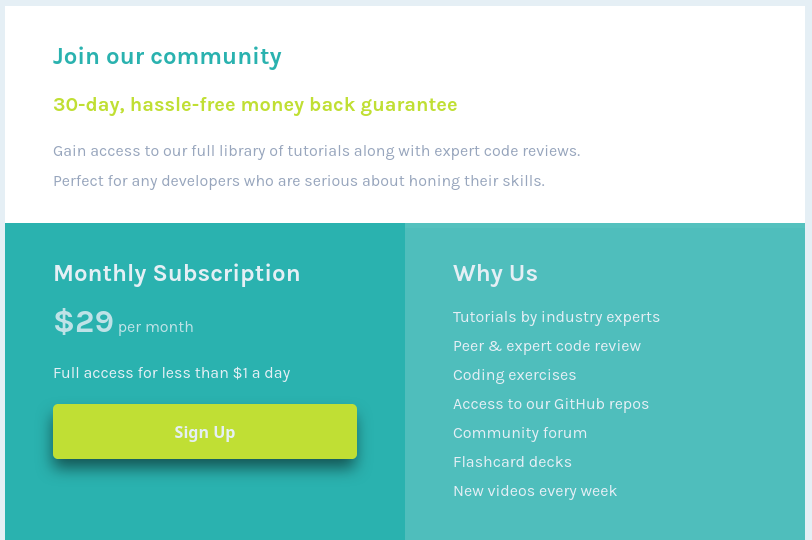 Join our community
30-day, hassle-free money back guarantee
Gain access to our full library of tutorials along with expert code reviews.
Perfect for any developers who are serious about honing their skills.
Monthly Subscription
$29 per month
Full access for less than $1 a day
Sign Up
Why Us
Tutorials by industry experts
Peer & expert code review
Coding exercises
Access to our GitHub repos
Community forum
Flashcard decks
New videos every week